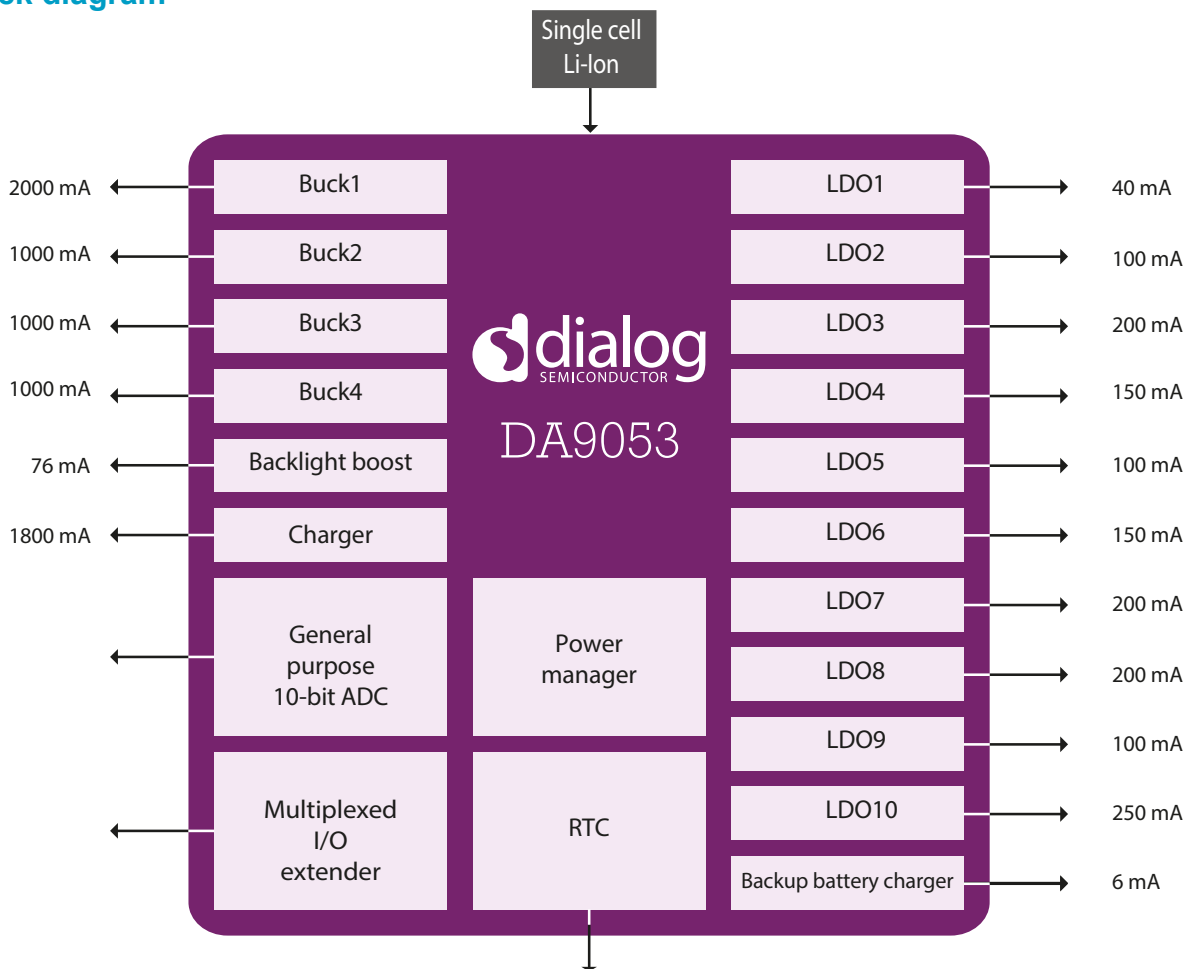 ck diagram
Single cell
Li-Ion
2000 mA
Buck1
LDO1
40 mA
1000 mA
Buck2
LDO2
100 mA
1000 mA
Buck3
LDO3
200 mA
dialog
SEMICONDUCTOR
1000 mA
Buck4
LDO4
150 mA
DA9053
76 mA
Backlight boost
LDO5
100 mA
1800 mA
Charger
LDO6
150 mA
General
purpose
10-bit ADC
Power
manager
LDO7
200 mA
LDO8
200 mA
LDO9
100 mA
Multiplexed
I/O
extender
RTC
LDO10
250 mA
Backup battery charger
6 mA